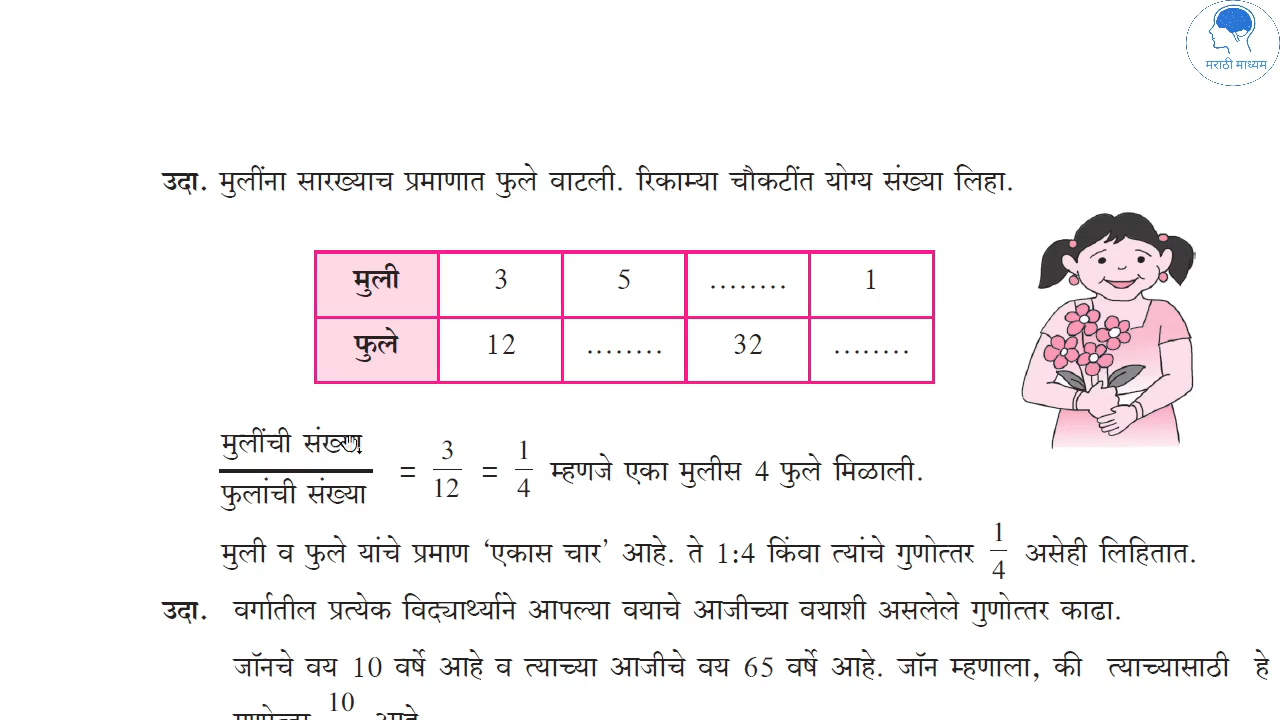 मराठी माध्यम
उदा. मुलींना सारख्याच प्रमाणात फुले वाटली. रिकाम्या चौकटींत योग्य संख्या लिहा.
मुली 3 5 ........ 1
फुले 12 ........ 32 ........
मुलींची संख्या / फुलांची संख्या = 3/12 = 1/4 म्हणजे एका मुलीस 4 फुले मिळाली.
मुली व फुले यांचे प्रमाण ‘एकास चार’ आहे. ते 1:4 किंवा त्यांचे गुणोत्तर 1/4 असेही लिहितात.
उदा. वर्गातील प्रत्येक विद्यार्थ्याने आपल्या वयाचे आजीच्या वयाशी असलेले गुणोत्तर काढा.
जॉनचे वय 10 वर्षे आहे व त्याच्या आजीचे वय 65 वर्षे आहे. जॉन म्हणाला, की त्याच्यासाठी हे
10